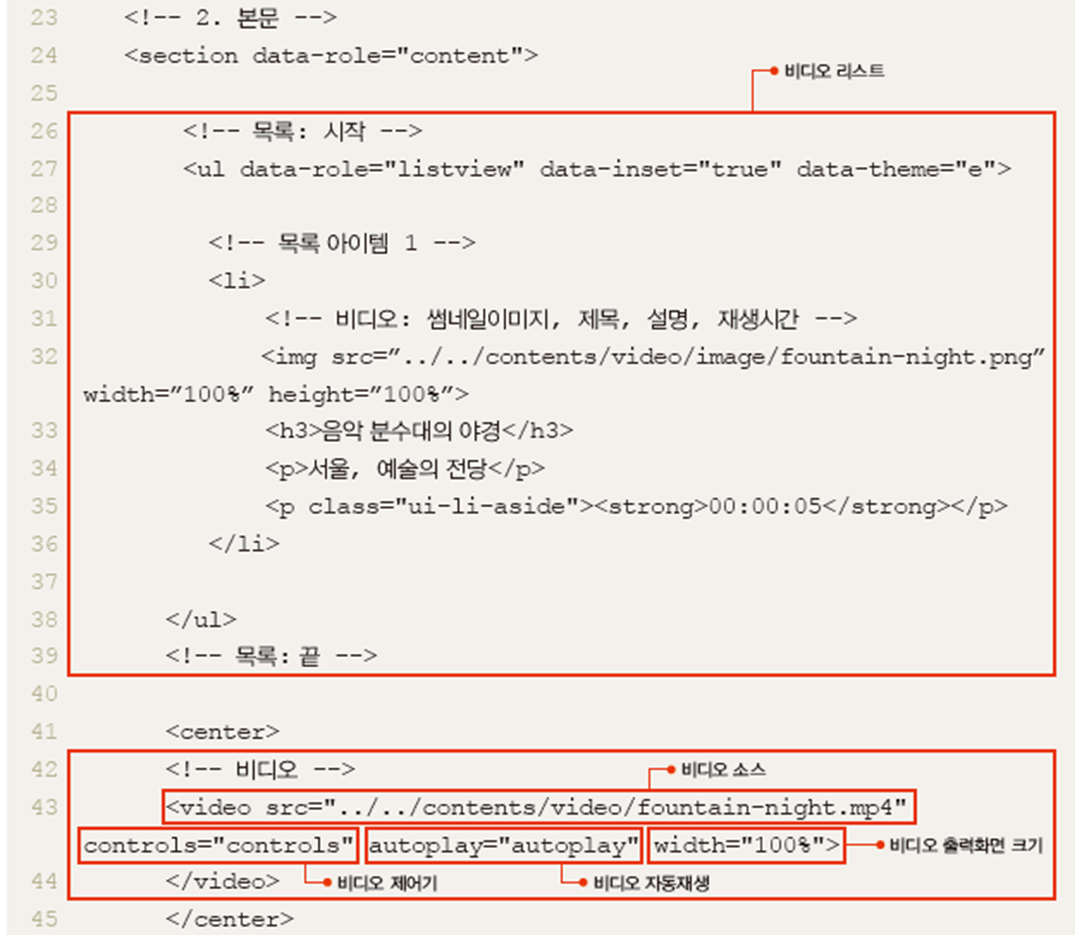 23 <!-- 2. 본문 -->
24 <section data-role="content">
비디오 리스트
25
26 <!-- 목록: 시작 -->
27 <ul data-role="listview" data-inset="true" data-theme="e">
28
29 <!-- 목록 아이템 1 -->
30 <li>
31 <!-- 비디오: 썸네일이미지, 제목, 설명, 재생시간 -->
32 <img src=”../../contents/video/image/fountain-night.png”
width=”100%” height=”100%”>
33 <h3>음악 분수대의 야경</h3>
34 <p>서울, 예술의 전당</p>
35 <p class="ui-li-aside"><strong>00:00:05</strong></p>
36 </li>
37
38 </ul>
39 <!-- 목록: 끝 -->
40
41 <center>
42 <!-- 비디오 --> 비디오 소스
43 <video src="../../contents/video/fountain-night.mp4"
controls="controls" autoplay="autoplay" width="100%"> 비디오 출력화면 크기
44 </video> 비디오 제어기 비디오 자동재생
45 </center>